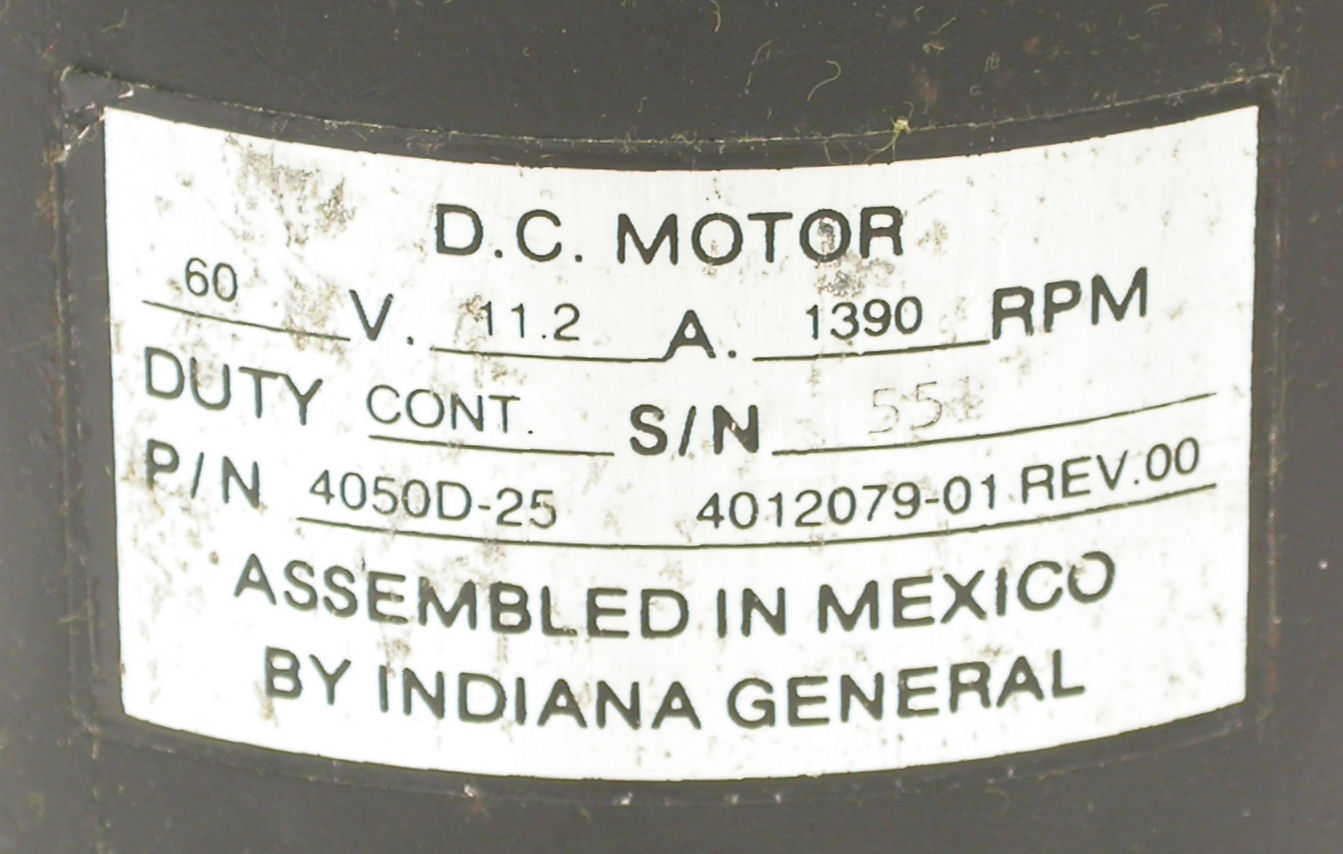 D.C. MOTOR
60 V. 11.2 A. 1390 RPM
DUTY CONT. S/N
P/N 4050D-25 4012079-01 REV.00
ASSEMBLED IN MEXICO
BY INDIANA GENERAL